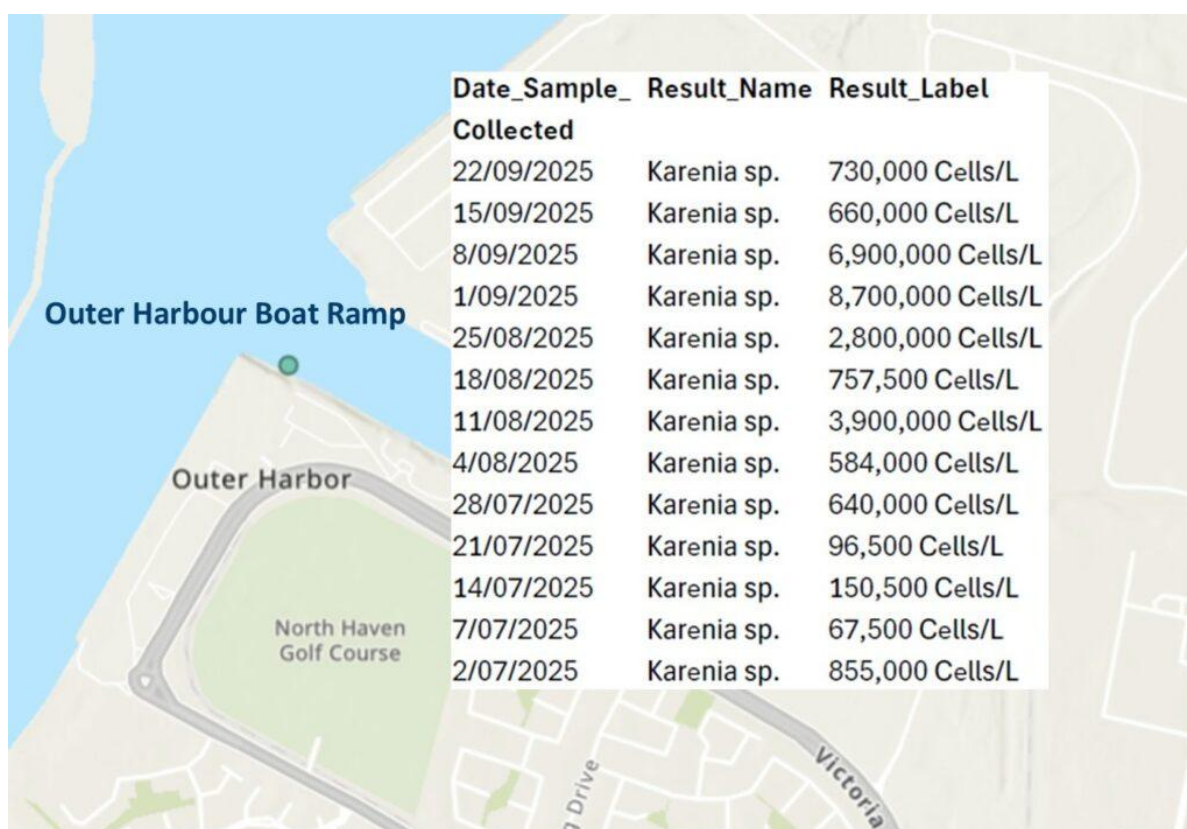 Date_Sample_ Result_Name Result_Label
Collected
22/09/2025 Karenia sp. 730,000 Cells/L
15/09/2025 Karenia sp. 660,000 Cells/L
8/09/2025 Karenia sp. 6,900,000 Cells/L
1/09/2025 Karenia sp. 8,700,000 Cells/L
25/08/2025 Karenia sp. 2,800,000 Cells/L
18/08/2025 Karenia sp. 757,500 Cells/L
11/08/2025 Karenia sp. 3,900,000 Cells/L
4/08/2025 Karenia sp. 584,000 Cells/L
28/07/2025 Karenia sp. 640,000 Cells/L
21/07/2025 Karenia sp. 96,500 Cells/L
14/07/2025 Karenia sp. 150,500 Cells/L
7/07/2025 Karenia sp. 67,500 Cells/L
2/07/2025 Karenia sp. 855,000 Cells/L
Outer Harbour Boat Ramp
Outer Harbor
North Haven
Golf Course
Drive
Victoria